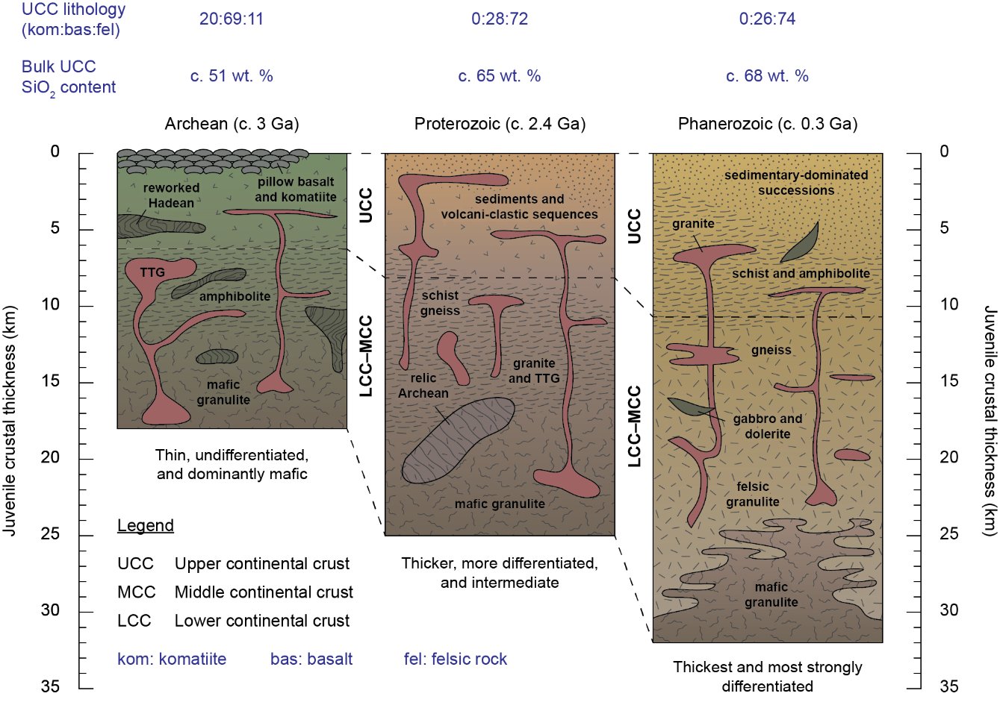 UCC lithology
(kom:bas:fel)
20:69:11
0:28:72
0:26:74
Bulk UCC
SiO2 content
c. 51 wt. %
c. 65 wt. %
c. 68 wt. %
Archean (c. 3 Ga)
Proterozoic (c. 2.4 Ga)
Phanerozoic (c. 0.3 Ga)
Juvenile crustal thickness (km)
0
5
10
15
20
25
30
35
reworked
Hadean
pillow basalt
and komatiite
TTG
amphibolite
mafic
granulite
Thin, undifferentiated,
and dominantly mafic
UCC
LCC–MCC
sediments and
volcani-clastic sequences
schist
gneiss
relic
Archean
granite
and TTG
mafic granulite
Thicker, more differentiated,
and intermediate
UCC
LCC–MCC
sedimentary-dominated
successions
granite
schist and amphibolite
gneiss
gabbro and
dolerite
felsic
granulite
mafic
granulite
Thickest and most strongly
differentiated
0
5
10
15
20
25
30
35
Juvenile crustal thickness (km)
Legend
UCC Upper continental crust
MCC Middle continental crust
LCC Lower continental crust
kom: komatiite bas: basalt fel: felsic rock